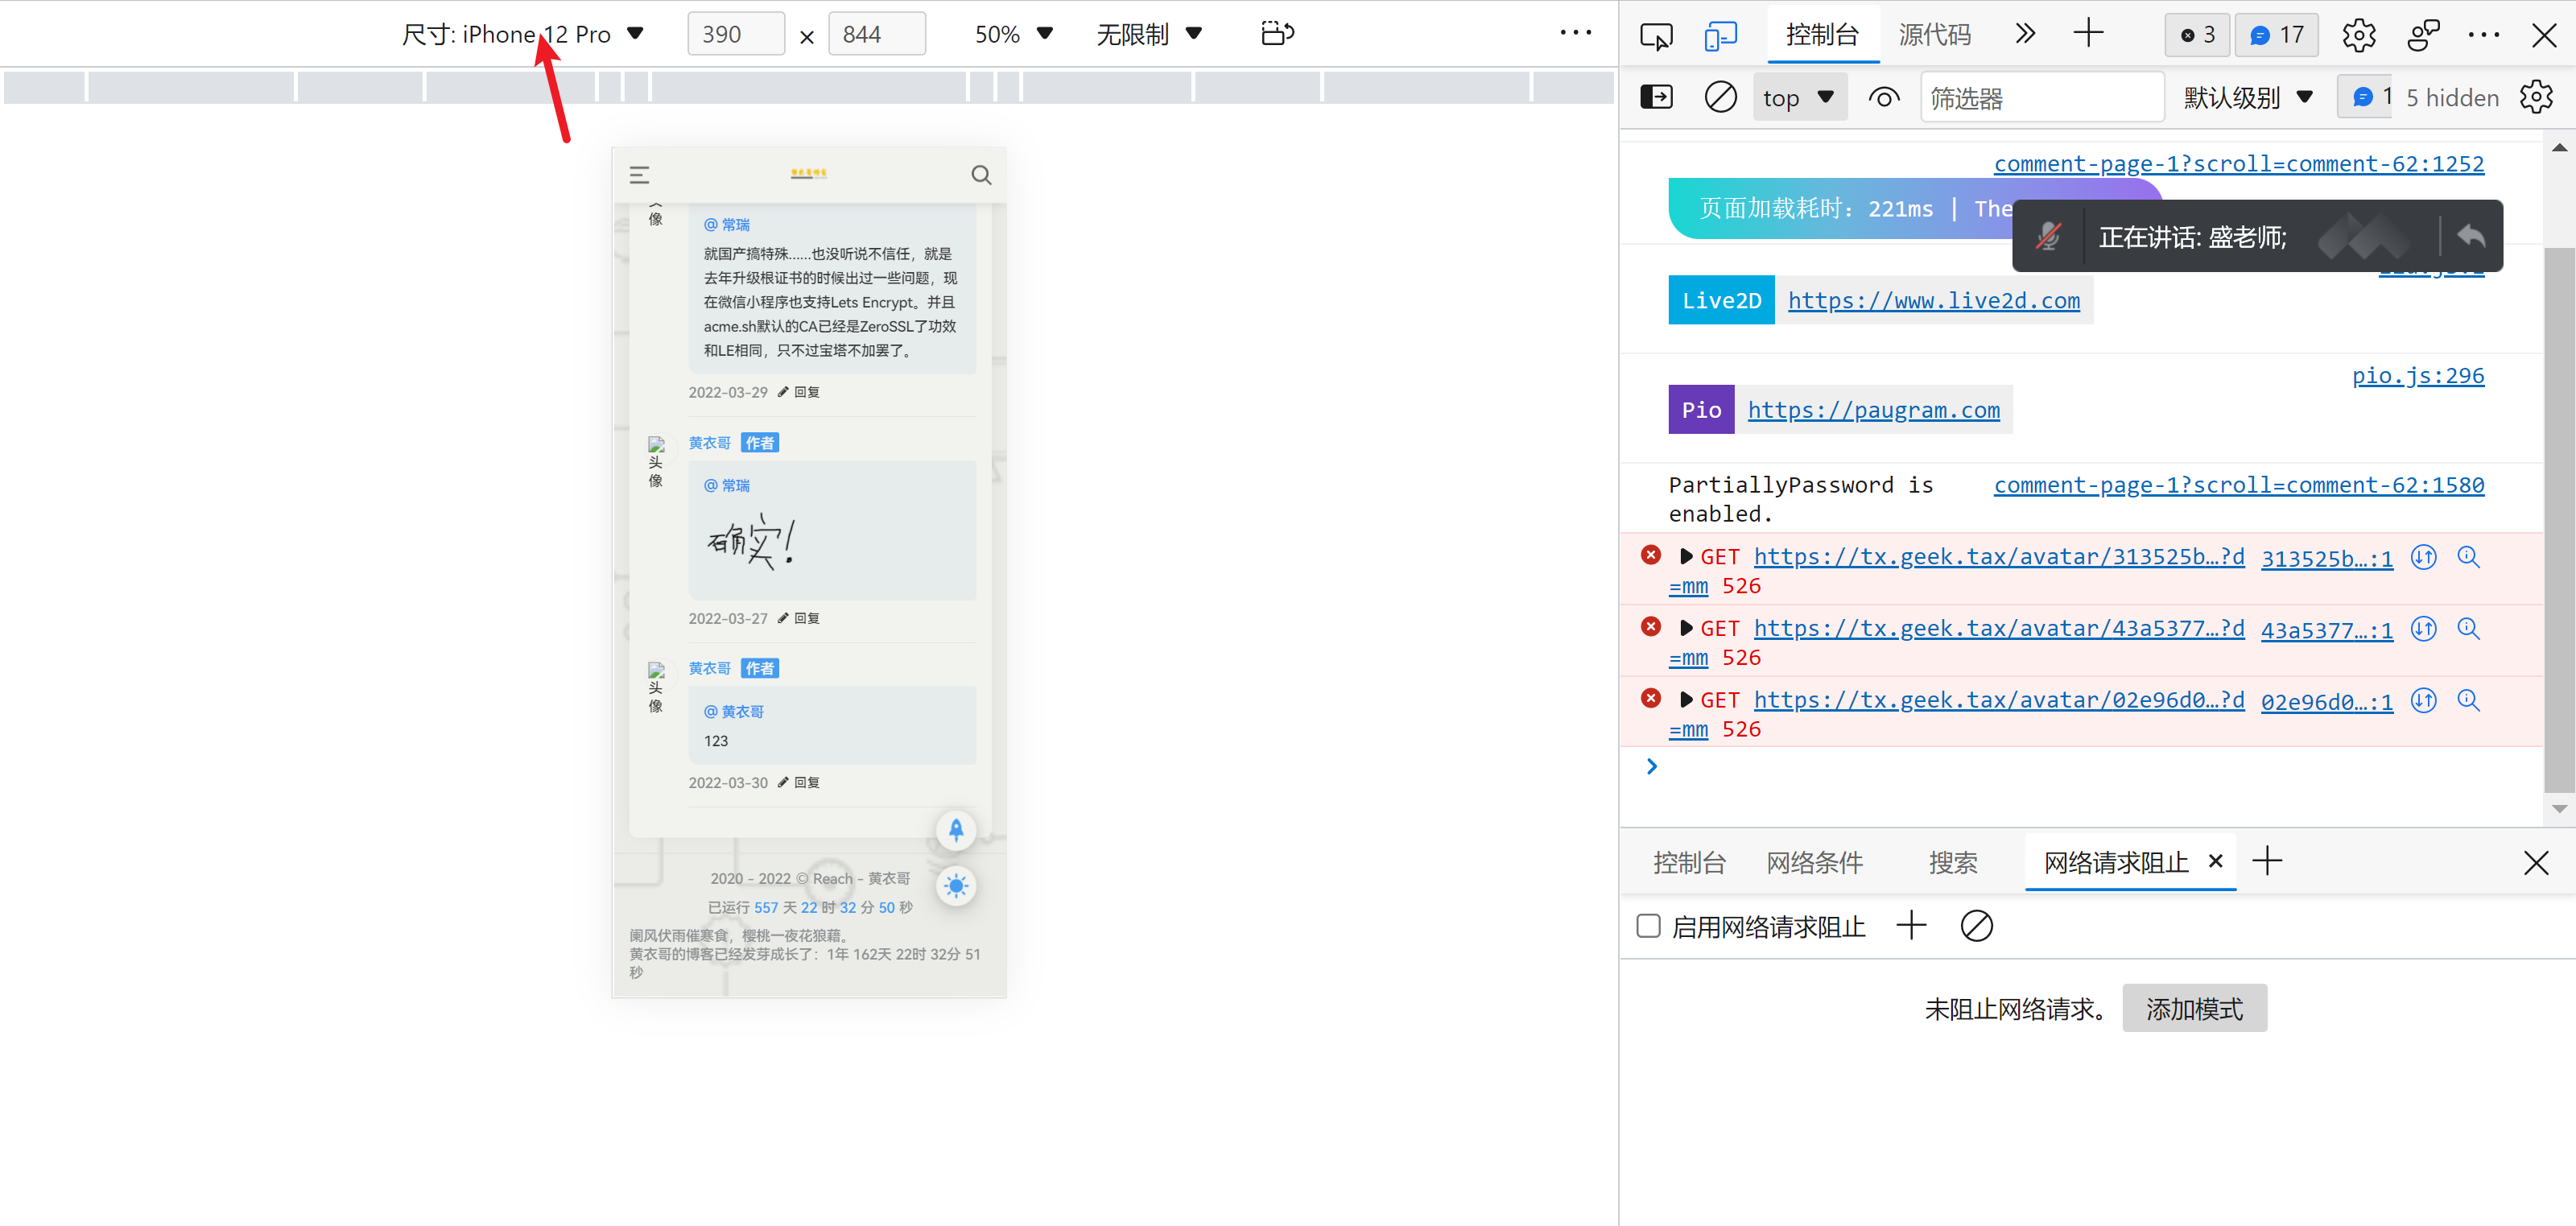 尺寸: iPhone 12 Pro 390 × 844 50% 无限制
控制台 源代码 3 17
top 筛选器 默认级别 1 5 hidden
头像
@ 常瑞
就国产搞特殊......也没听说不信任，就是
去年升级根证书的时候出过一些问题，现
在微信小程序也支持Lets Encrypt。并且
acme.sh默认的CA已经是ZeroSSL了功效
和LE相同，只不过宝塔不加罢了。
2022-03-29 回复
头像
黄衣哥 作者
@ 常瑞
确实!
2022-03-27 回复
头像
黄衣哥 作者
@ 黄衣哥
123
2022-03-30 回复
2020 - 2022 © Reach - 黄衣哥
已运行 557 天 22 时 32 分 50 秒
阑风伏雨催寒食，樱桃一夜花狼藉。
黄衣哥的博客已经发芽成长了：1年 162天 22时 32分 51
秒
comment-page-1?scroll=comment-62:1252
页面加载耗时：221ms | The
正在讲话: 盛老师;
Live2D https://www.live2d.com
pio.js:296
Pio https://paugram.com
PartiallyPassword is enabled.
comment-page-1?scroll=comment-62:1580
GET https://tx.geek.tax/avatar/313525b…?d 313525b…:1
=mm 526
GET https://tx.geek.tax/avatar/43a5377…?d 43a5377…:1
=mm 526
GET https://tx.geek.tax/avatar/02e96d0…?d 02e96d0…:1
=mm 526
控制台 网络条件 搜索 网络请求阻止
启用网络请求阻止
未阻止网络请求。 添加模式